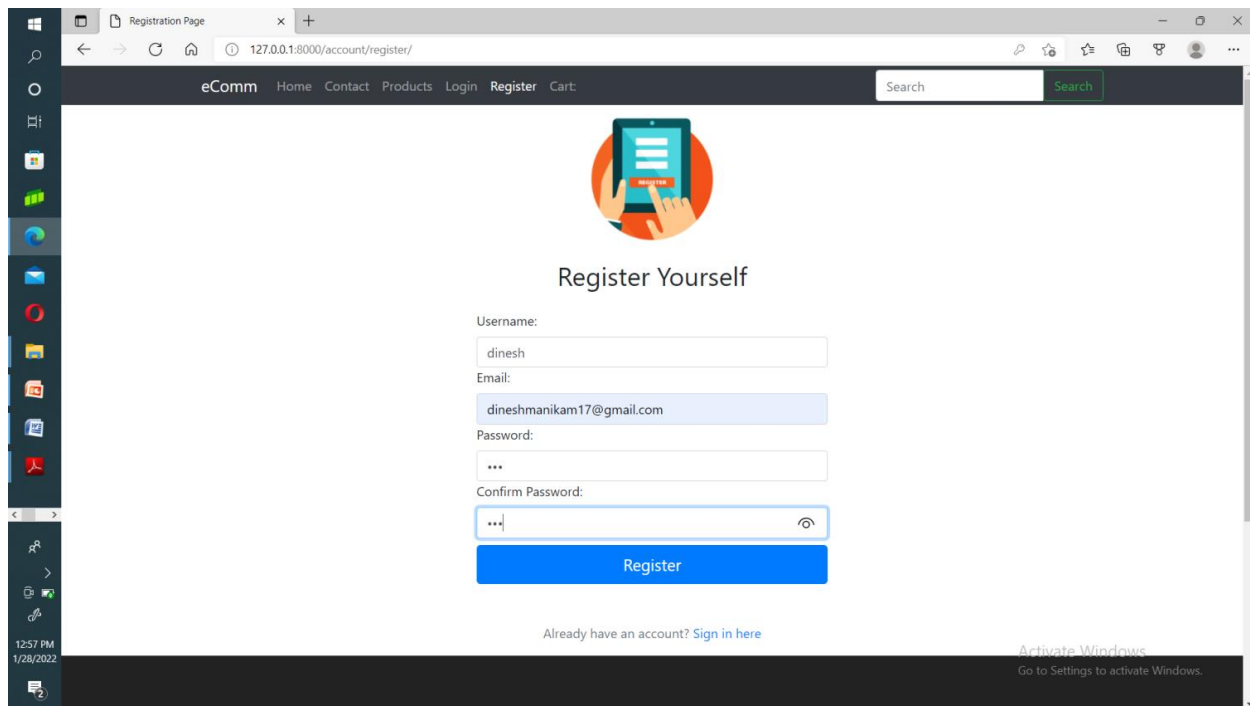 Registration Page
127.0.0.1:8000/account/register/
eComm Home Contact Products Login Register Cart: Search Search
REGISTER
Register Yourself
Username:
dinesh
Email:
dineshmanikam17@gmail.com
Password:
•••
Confirm Password:
•••
Register
Already have an account? Sign in here
Activate Windows
Go to Settings to activate Windows.
12:57 PM
1/28/2022
2